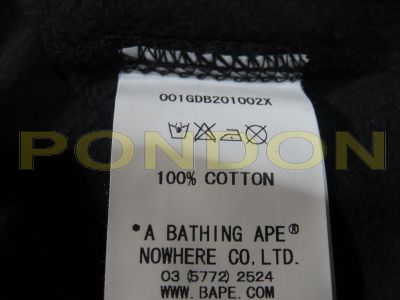 001GDB201002X
PONDON
100% COTTON
*A BATHING APE®
NOWHERE CO,LTD.
03 (5772) 2524
WWW. BAPE. COM